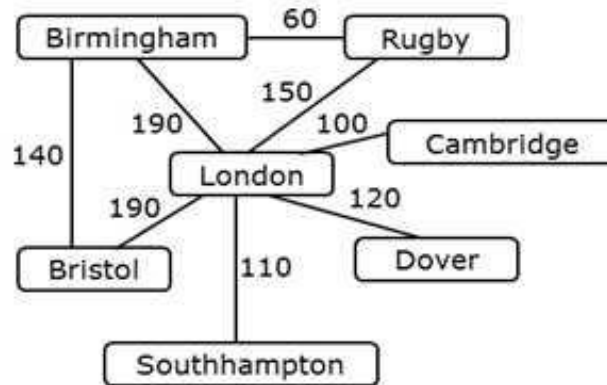 60
Birmingham
Rugby
150
190
100
Cambridge
140
London
120
190
Bristol
110
Dover
Southhampton